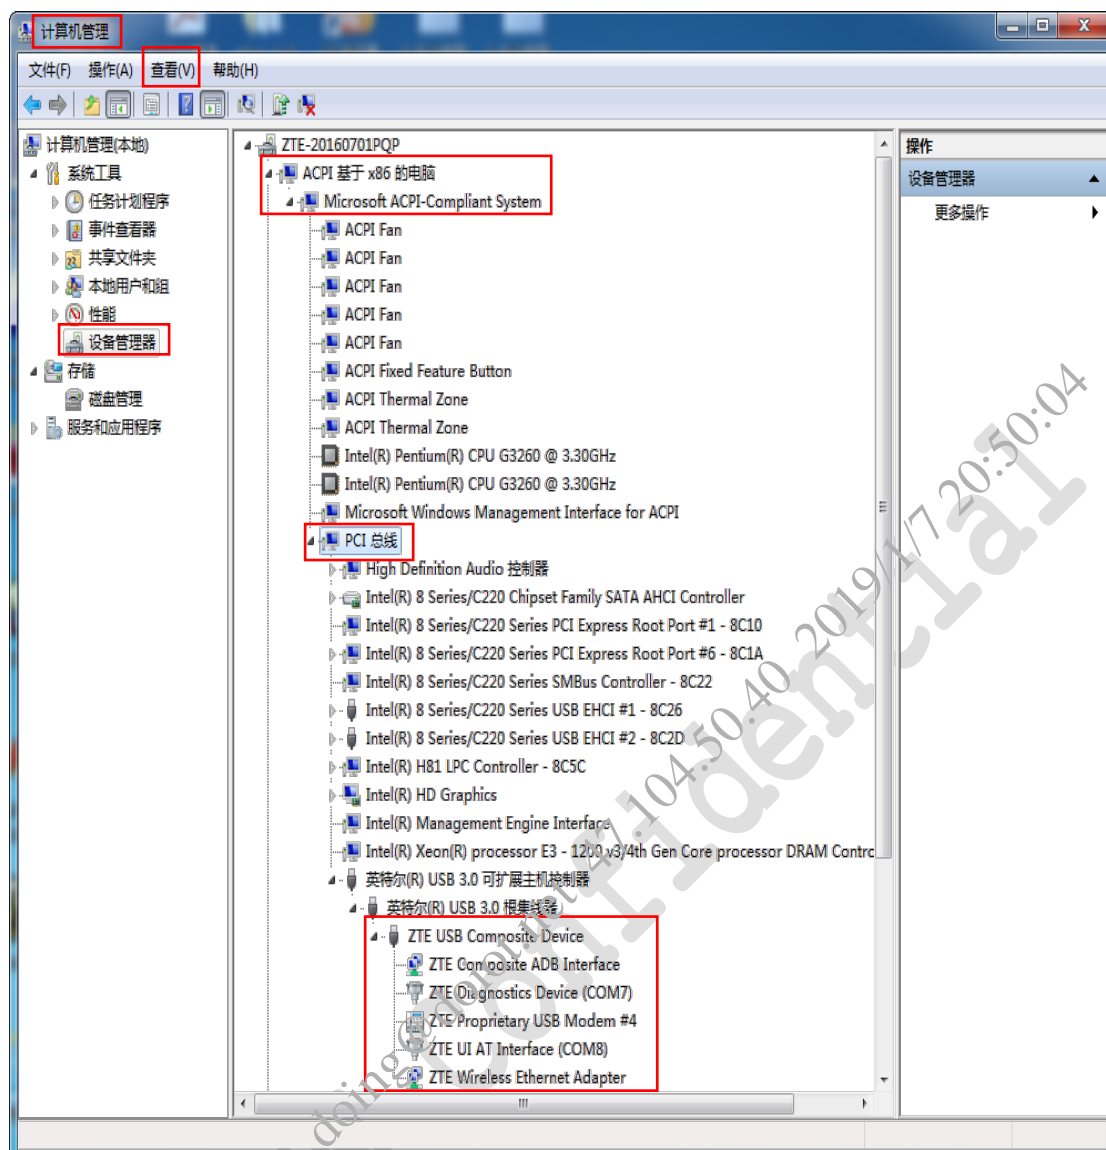 计算机管理
文件(F) 操作(A) 查看(V) 帮助(H)
计算机管理(本地)
系统工具
任务计划程序
事件查看器
共享文件夹
本地用户和组
性能
设备管理器
存储
磁盘管理
服务和应用程序
ZTE-20160701PQP
ACPI 基于 x86 的电脑
Microsoft ACPI-Compliant System
ACPI Fan
ACPI Fan
ACPI Fan
ACPI Fan
ACPI Fan
ACPI Fixed Feature Button
ACPI Thermal Zone
ACPI Thermal Zone
Intel(R) Pentium(R) CPU G3260 @ 3.30GHz
Intel(R) Pentium(R) CPU G3260 @ 3.30GHz
Microsoft Windows Management Interface for ACPI
PCI 总线
High Definition Audio 控制器
Intel(R) 8 Series/C220 Chipset Family SATA AHCI Controller
Intel(R) 8 Series/C220 Series PCI Express Root Port #1 - 8C10
Intel(R) 8 Series/C220 Series PCI Express Root Port #6 - 8C1A
Intel(R) 8 Series/C220 Series SMBus Controller - 8C22
Intel(R) 8 Series/C220 Series USB EHCI #1 - 8C26
Intel(R) 8 Series/C220 Series USB EHCI #2 - 8C2D
Intel(R) H81 LPC Controller - 8C5C
Intel(R) HD Graphics
Intel(R) Management Engine Interface
Intel(R) Xeon(R) processor E3 - 1200 v3/4th Gen Core processor DRAM Contrc
英特尔(R) USB 3.0 可扩展主机控制器
英特尔(R) USB 3.0 根集线器
ZTE USB Composite Device
ZTE Composite ADB Interface
ZTE Diagnostics Device (COM7)
ZTE Proprietary USB Modem #4
ZTE UI AT Interface (COM8)
ZTE Wireless Ethernet Adapter
操作
设备管理器
更多操作
47.104.50.40 2019/1/7 20:50:04
Confidential